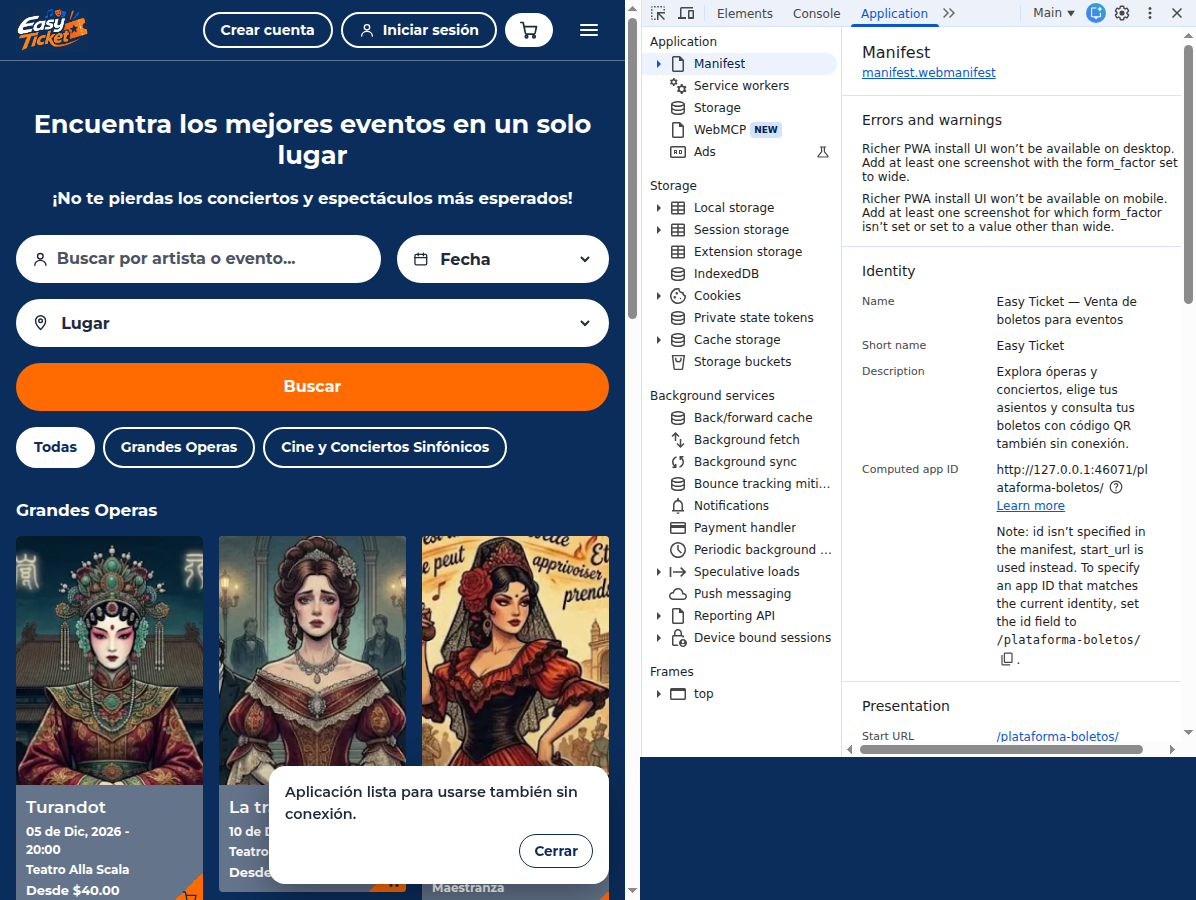 Easy
Ticket
Crear cuenta
Iniciar sesión
Encuentra los mejores eventos en un solo
lugar
¡No te pierdas los conciertos y espectáculos más esperados!
Buscar por artista o evento...
Fecha
Lugar
Buscar
Todas
Grandes Operas
Cine y Conciertos Sinfónicos
Grandes Operas
e peut
apprivoiser
prends
Turandot
05 de Dic, 2026 -
20:00
Teatro Alla Scala
Desde $40.00
La tr
10 de D
Teatro
Desde
Maestranza
Aplicación lista para usarse también sin
conexión.
Cerrar
Elements
Console
Application
Main
Application
Manifest
Service workers
Storage
WebMCP NEW
Ads
Storage
Local storage
Session storage
Extension storage
IndexedDB
Cookies
Private state tokens
Cache storage
Storage buckets
Background services
Back/forward cache
Background fetch
Background sync
Bounce tracking miti...
Notifications
Payment handler
Periodic background ...
Speculative loads
Push messaging
Reporting API
Device bound sessions
Frames
top
Manifest
manifest.webmanifest
Errors and warnings
Richer PWA install UI won’t be available on desktop.
Add at least one screenshot with the form_factor set
to wide.
Richer PWA install UI won’t be available on mobile.
Add at least one screenshot for which form_factor
isn’t set or set to a value other than wide.
Identity
Name
Easy Ticket — Venta de
boletos para eventos
Short name
Easy Ticket
Description
Explora óperas y
conciertos, elige tus
asientos y consulta tus
boletos con código QR
también sin conexión.
Computed app ID
http://127.0.0.1:46071/pl
ataforma-boletos/
Learn more
Note: id isn’t specified in
the manifest, start_url is
used instead. To specify
an app ID that matches
the current identity, set
the id field to
/plataforma-boletos/
.
Presentation
Start URL
/plataforma-boletos/